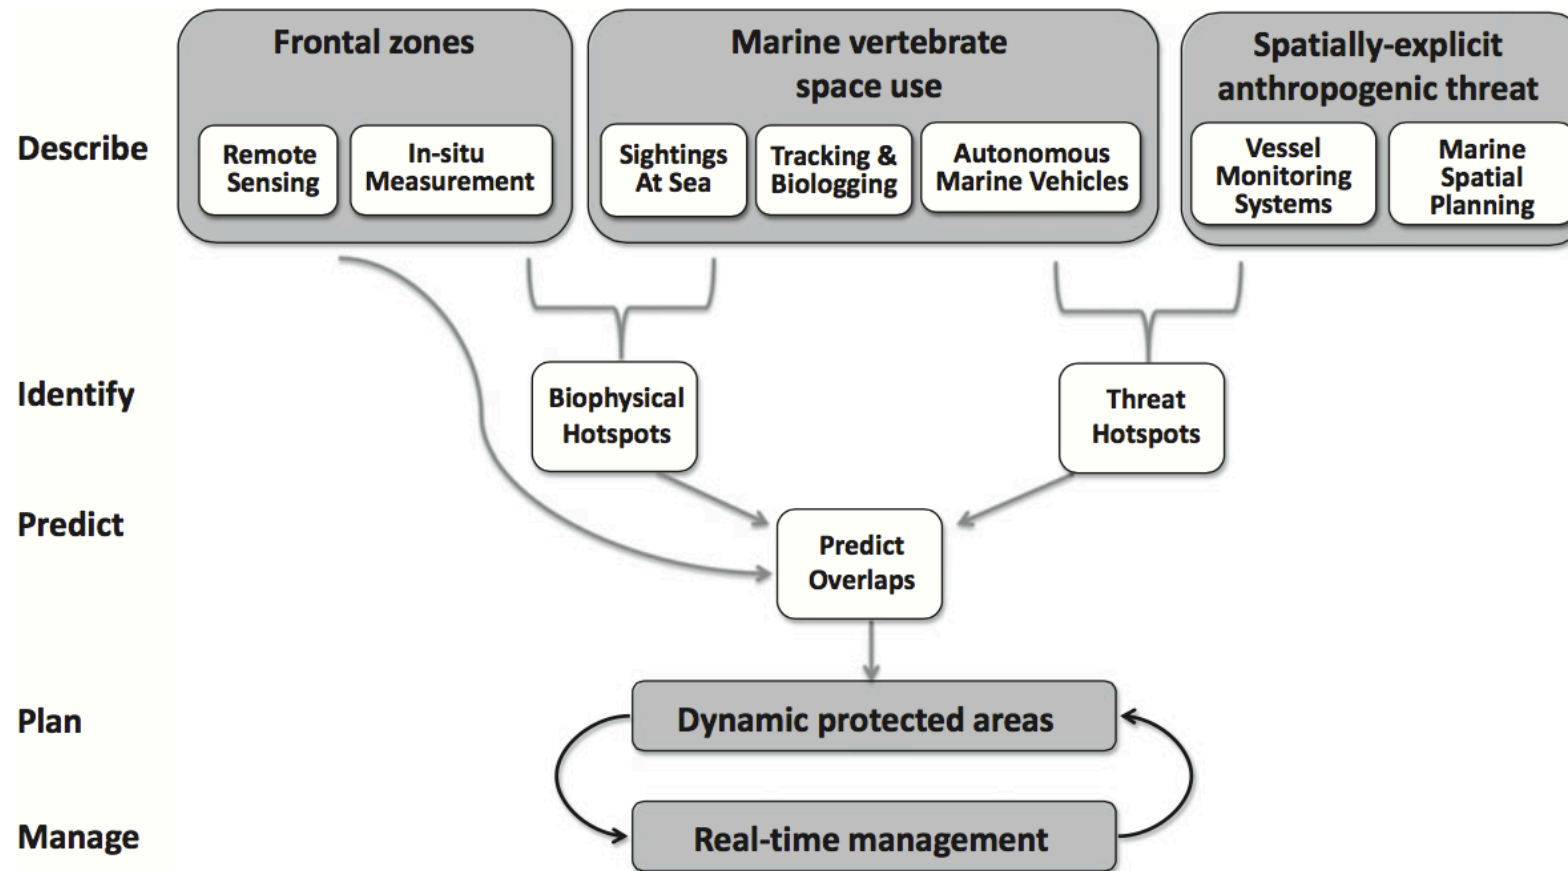 Frontal zones
Marine vertebrate
space use
Spatially-explicit
anthropogenic threat
Describe
Remote
Sensing
In-situ
Measurement
Sightings
At Sea
Tracking &
Biologging
Autonomous
Marine Vehicles
Vessel
Monitoring
Systems
Marine
Spatial
Planning
Identify
Biophysical
Hotspots
Threat
Hotspots
Predict
Predict
Overlaps
Plan
Dynamic protected areas
Manage
Real-time management